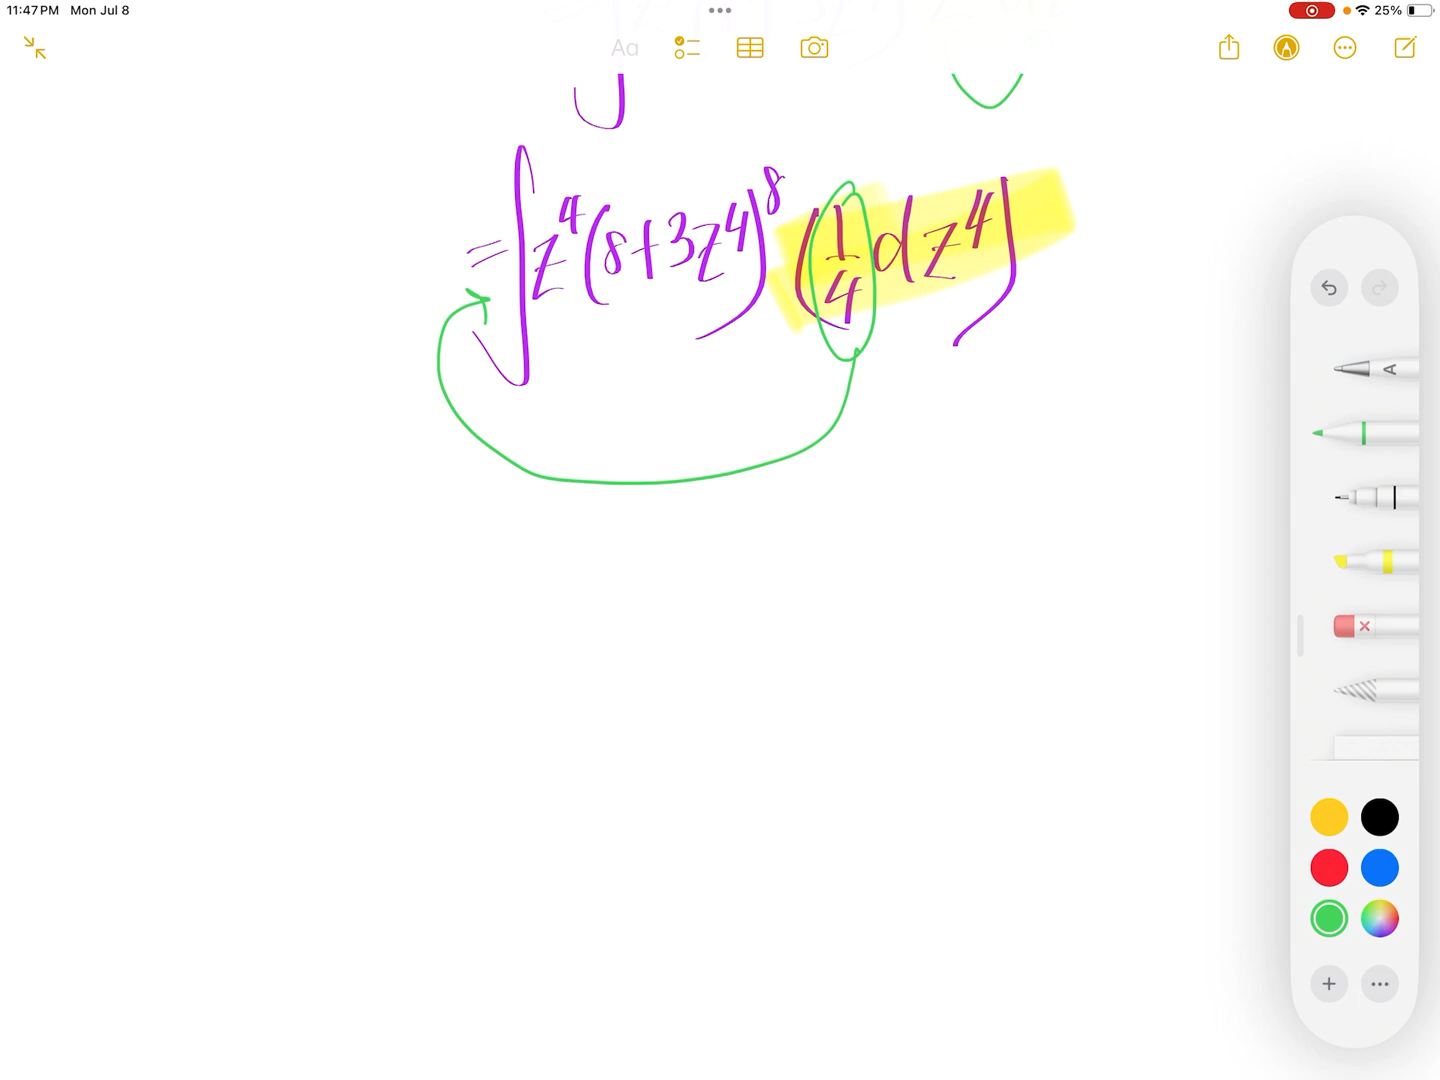 11:47 PM Mon Jul 8
25%
Aa
= ∫ z⁴(8+3z⁴)⁸ (1/4 dz⁴)
A